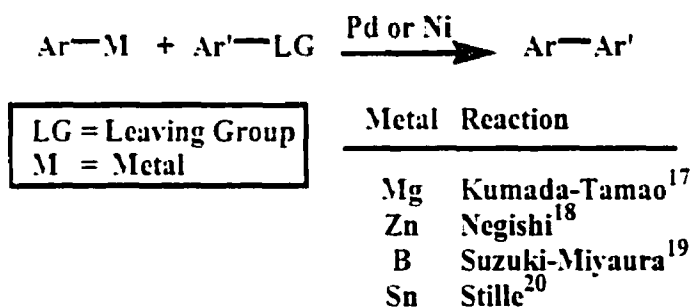 Ar—M + Ar'—LG Pd or Ni Ar—Ar'
LG = Leaving Group
M = Metal
Metal Reaction
Mg Kumada-Tamao17
Zn Negishi18
B Suzuki-Miyaura19
Sn Stille20